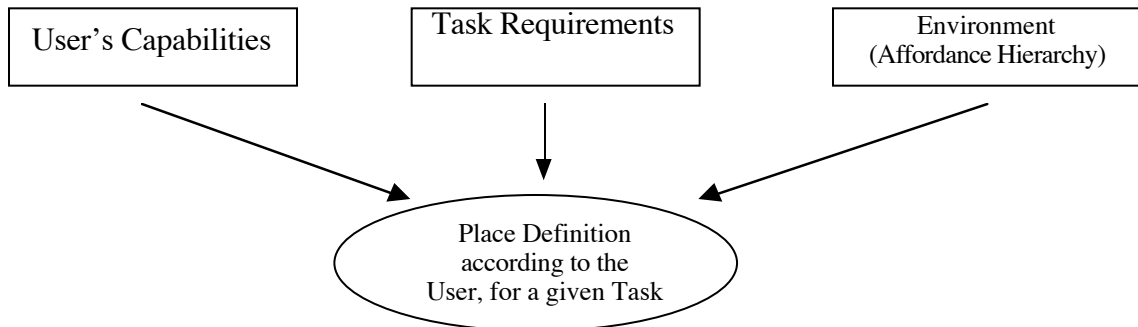 User’s Capabilities
Task Requirements
Environment
(Affordance Hierarchy)
Place Definition
according to the
User, for a given Task